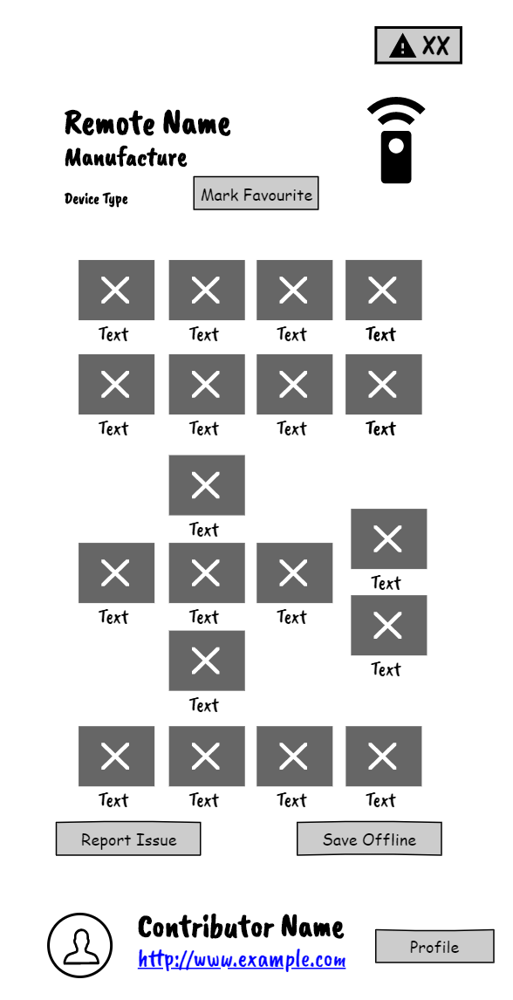 XX
Remote Name
Manufacture
Device Type
Mark Favourite
Text Text Text Text
Text Text Text Text
Text
Text
Text Text Text
Text
Text
Text Text Text Text
Report Issue Save Offline
Contributor Name
http://www.example.com
Profile